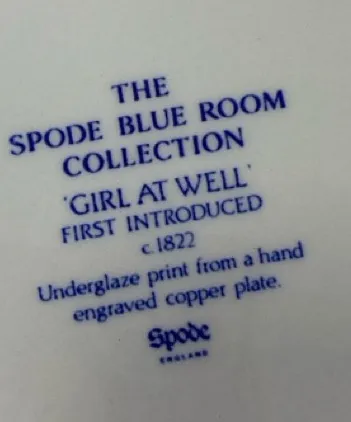 THE
SPODE BLUE ROOM
COLLECTION
'GIRL AT WELL'
FIRST INTRODUCED
c.1822
Underglaze print from a hand
engraved copper plate.
Spode
ENGLAND